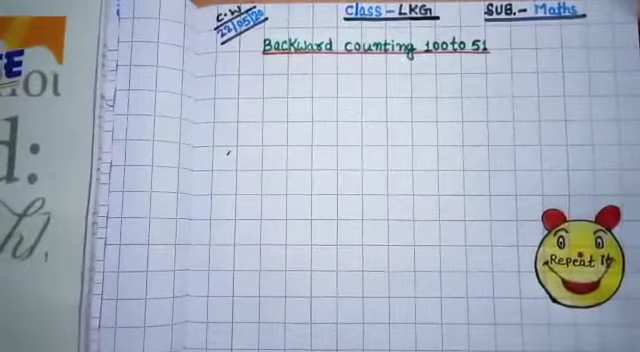 C.W Class - LKG SUB.- Maths
22/05/20
Backward counting 100 to 51
Repeat it
d: